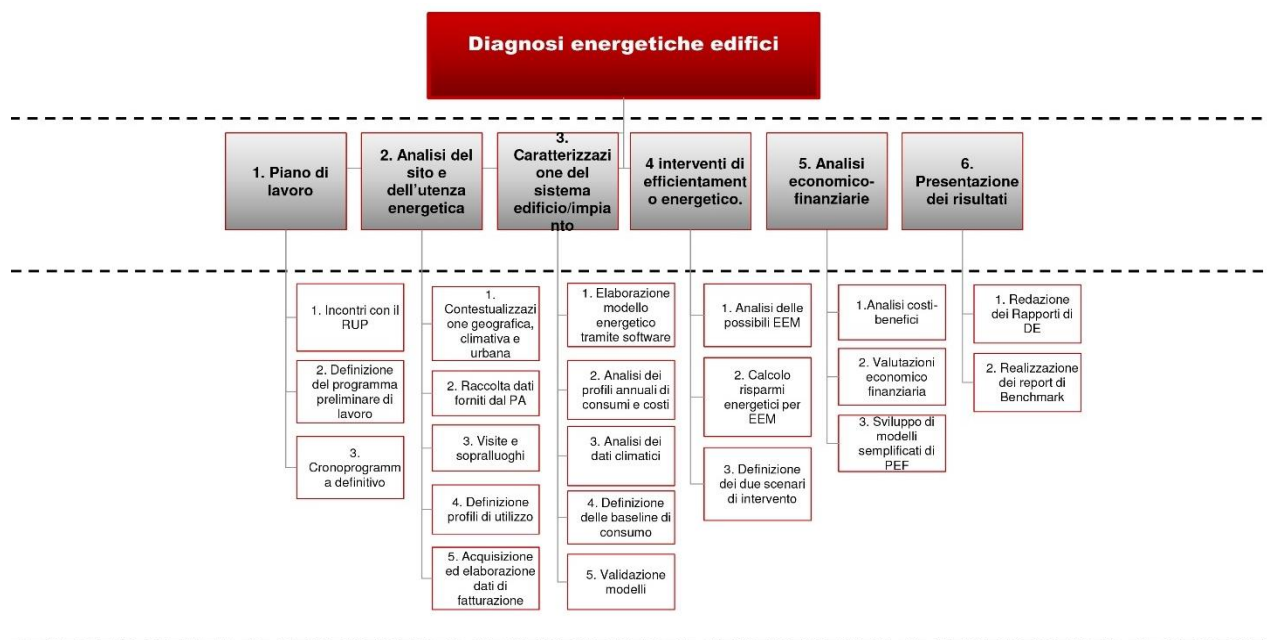 Diagnosi energetiche edifici
1. Piano di
lavoro
2. Analisi del
sito e
dell'utenza
energetica
3.
Caratterizzazi
one del
sistema
edificio/impia
nto
4 interventi di
efficientament
o energetico.
5. Analisi
economico-
finanziarie
6.
Presentazione
dei risultati
1. Incontri con il
RUP
2. Definizione
del programma
preliminare di
lavoro
3.
Cronoprogramm
a definitivo
1.
Contestualizzazi
one geografica,
climativa e
urbana
2. Raccolta dati
forniti dal PA
3. Visite e
sopralluoghi
4. Definizione
profili di utilizzo
5. Acquisizione
ed elaborazione
dati di
fatturazione
1. Elaborazione
modello
energetico
tramite software
2. Analisi dei
profili annuali di
consumi e costi
3. Analisi dei
dati climatici
4. Definizione
delle baseline di
consumo
5. Validazione
modelli
1. Analisi delle
possibili EEM
2. Calcolo
risparmi
energetici per
EEM
3. Definizione
dei due scenari
di intervento
1.Analisi costi-
benefici
2. Valutazioni
economico
finanziaria
3. Sviluppo di
modelli
semplificati di
PEF
1. Redazione
dei Rapporti di
DE
2. Realizzazione
dei report di
Benchmark